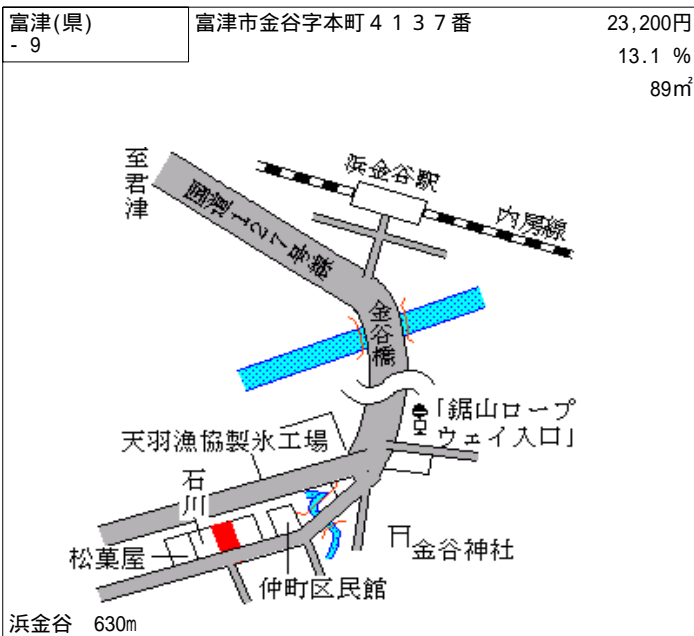 富津(県)
- 9
富津市金谷字本町4137番
23,200円
13.1 %
89㎡
至君津
浜金谷駅
内房線
国道127号線
金谷橋
「鋸山ロープ
ウェイ入口」
天羽漁協製氷工場
石川
松菓屋
仲町区民館
金谷神社
浜金谷 630m